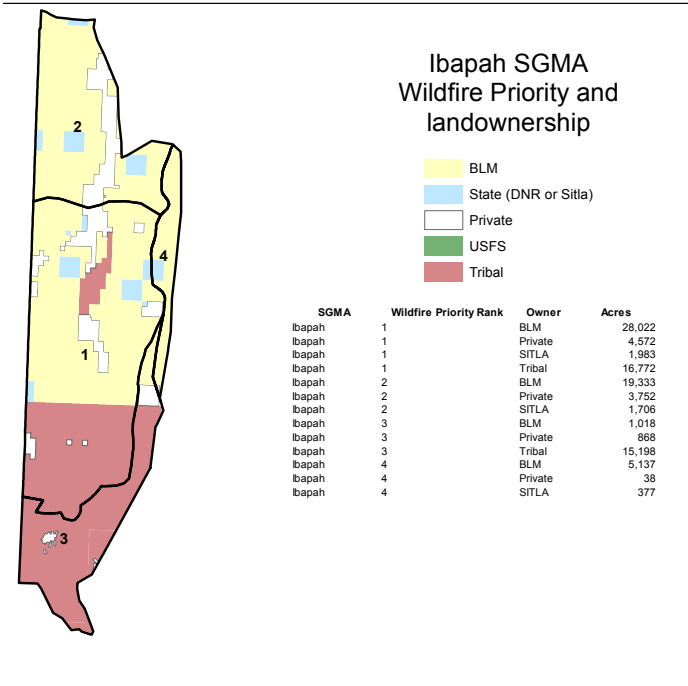 Ibapah SGMA
Wildfire Priority and
landownership
BLM
State (DNR or Sitla)
Private
USFS
Tribal
2
4
1
3
SGMA Wildfire Priority Rank Owner Acres
Ibapah 1 BLM 28,022
Ibapah 1 Private 4,572
Ibapah 1 SITLA 1,983
Ibapah 1 Tribal 16,772
Ibapah 2 BLM 19,333
Ibapah 2 Private 3,752
Ibapah 2 SITLA 1,706
Ibapah 3 BLM 1,018
Ibapah 3 Private 868
Ibapah 3 Tribal 15,198
Ibapah 4 BLM 5,137
Ibapah 4 Private 38
Ibapah 4 SITLA 377